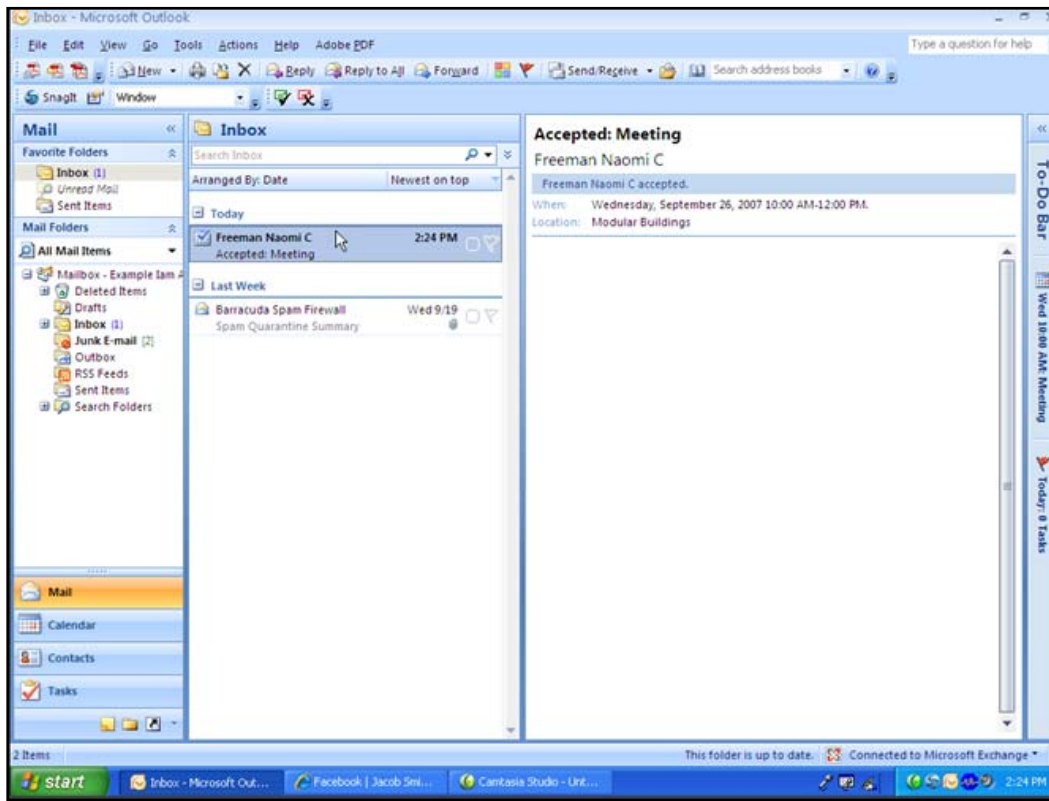 Inbox - Microsoft Outlook
File Edit View Go Tools Actions Help Adobe PDF
Type a question for help
New Reply Reply to All Forward Send/Receive Search address books
SnagIt Window
Mail
Favorite Folders
Inbox (1)
Unread Mail
Sent Items
Mail Folders
All Mail Items
Mailbox - Example Iam A
Deleted Items
Drafts
Inbox (1)
Junk E-mail [2]
Outbox
RSS Feeds
Sent Items
Search Folders
Mail
Calendar
Contacts
Tasks
Inbox
Search Inbox
Arranged By: Date Newest on top
Today
Freeman Naomi C 2:24 PM
Accepted: Meeting
Last Week
Barracuda Spam Firewall Wed 9/19
Spam Quarantine Summary
Accepted: Meeting
Freeman Naomi C
Freeman Naomi C accepted.
When: Wednesday, September 26, 2007 10:00 AM-12:00 PM.
Location: Modular Buildings
To-Do Bar
Wed 10:00 AM: Meeting
Today: 0 Tasks
2 Items
This folder is up to date. Connected to Microsoft Exchange
start Inbox - Microsoft Out... Facebook | Jacob Smi... Camtasia Studio - Unt... 2:24 PM